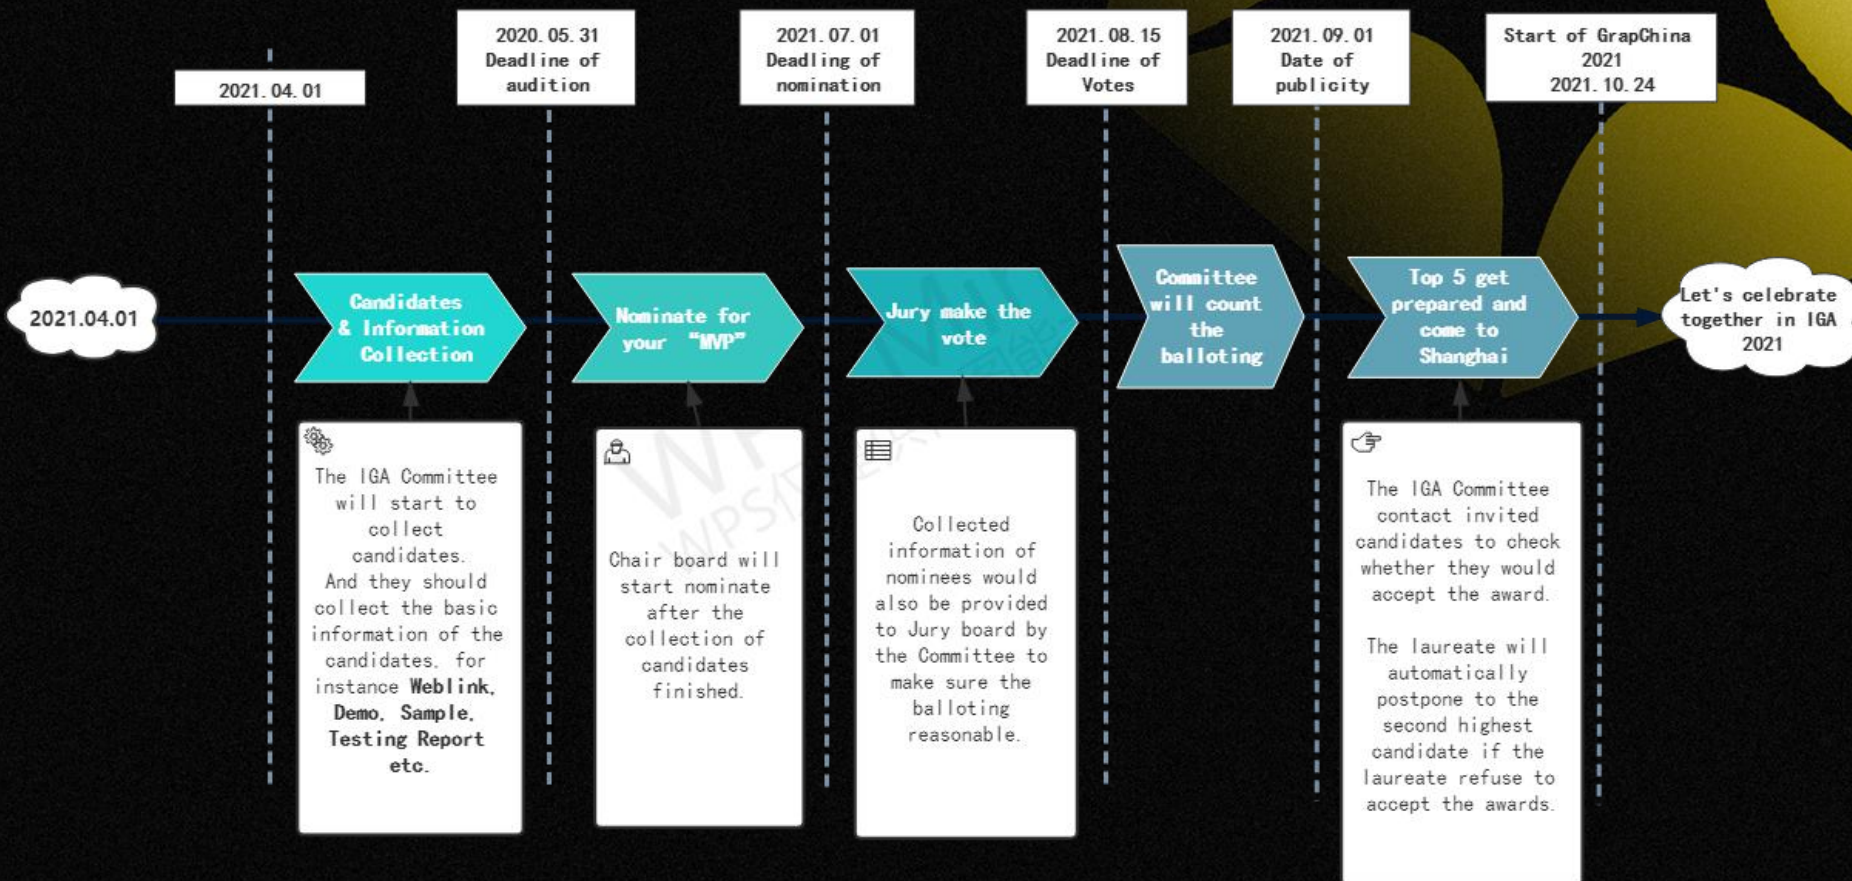 2021.04.01
2020.05.31
Deadline of
audition
2021.07.01
Deadling of
nomination
2021.08.15
Deadline of
Votes
2021.09.01
Date of
publicity
Start of GrapChina
2021
2021.10.24
2021.04.01
Candidates
& Information
Collection
Nominate for
your “MVP”
Jury make the
vote
Committee
will count
the
balloting
Top 5 get
prepared and
come to
Shanghai
Let's celebrate
together in IGA
2021
The IGA Committee
will start to
collect
candidates.
And they should
collect the basic
information of the
candidates, for
instance Weblink,
Demo, Sample,
Testing Report
etc.
Chair board will
start nominate
after the
collection of
candidates
finished.
Collected
information of
nominees would
also be provided
to Jury board by
the Committee to
make sure the
balloting
reasonable.
The IGA Committee
contact invited
candidates to check
whether they would
accept the award.
The laureate will
automatically
postpone to the
second highest
candidate if the
laureate refuse to
accept the awards.